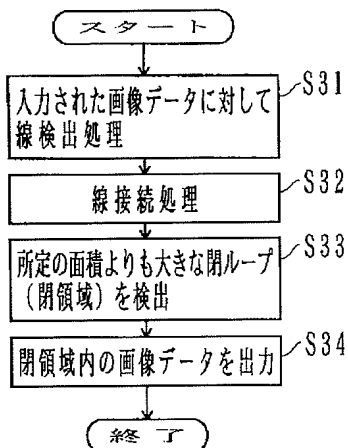 スタート
S31
入力された画像データに対して
線検出処理
S32
線接続処理
S33
所定の面積よりも大きな閉ループ
(閉領域)を検出
S34
閉領域内の画像データを出力
終了